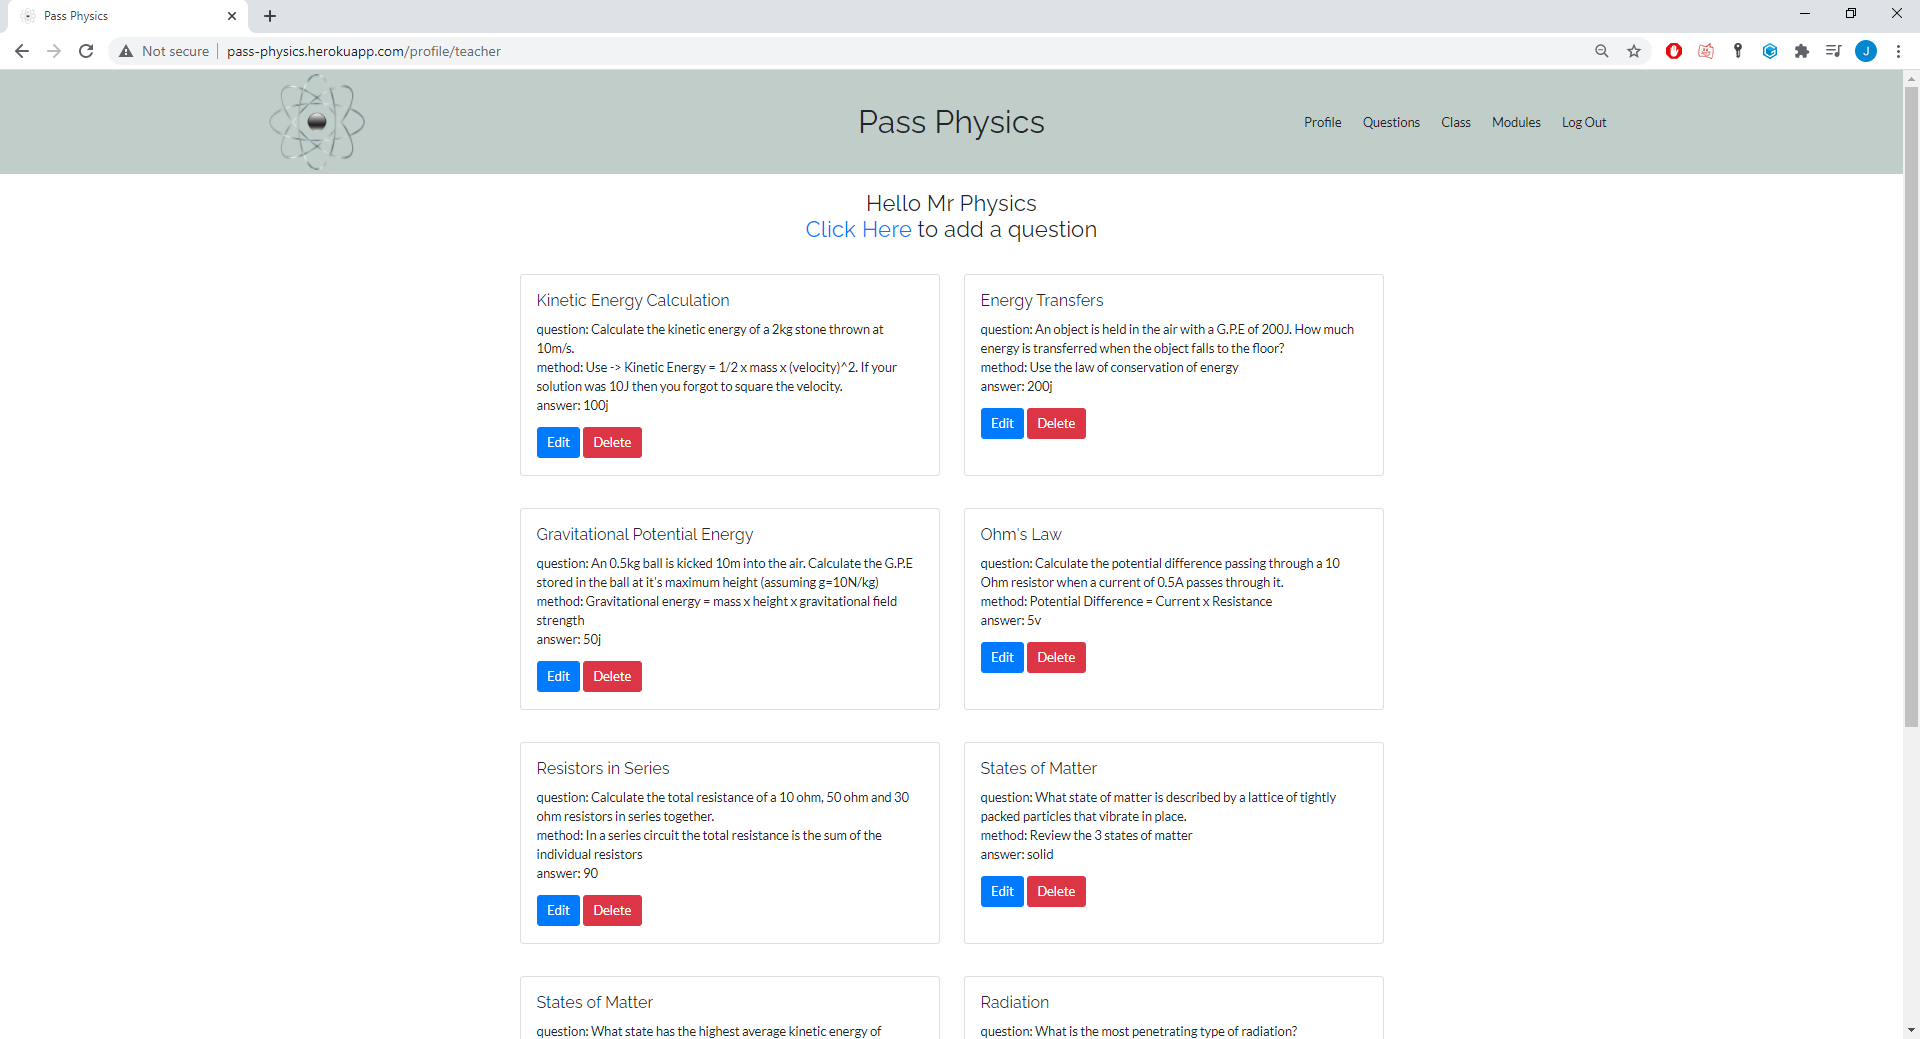 Pass Physics
Not secure
pass-physics.herokuapp.com/profile/teacher
J
Pass Physics
Profile
Questions
Class
Modules
Log Out
Hello Mr Physics
Click Here to add a question
Kinetic Energy Calculation
question: Calculate the kinetic energy of a 2kg stone thrown at
10m/s.
method: Use -> Kinetic Energy = 1/2 x mass x (velocity)^2. If your
solution was 10J then you forgot to square the velocity.
answer: 100j
Edit
Delete
Energy Transfers
question: An object is held in the air with a G.P.E of 200J. How much
energy is transferred when the object falls to the floor?
method: Use the law of conservation of energy
answer: 200j
Edit
Delete
Gravitational Potential Energy
question: An 0.5kg ball is kicked 10m into the air. Calculate the G.P.E
stored in the ball at it's maximum height (assuming g=10N/kg)
method: Gravitational energy = mass x height x gravitational field
strength
answer: 50j
Edit
Delete
Ohm's Law
question: Calculate the potential difference passing through a 10
Ohm resistor when a current of 0.5A passes through it.
method: Potential Difference = Current x Resistance
answer: 5v
Edit
Delete
Resistors in Series
question: Calculate the total resistance of a 10 ohm, 50 ohm and 30
ohm resistors in series together.
method: In a series circuit the total resistance is the sum of the
individual resistors
answer: 90
Edit
Delete
States of Matter
question: What state of matter is described by a lattice of tightly
packed particles that vibrate in place.
method: Review the 3 states of matter
answer: solid
Edit
Delete
States of Matter
question: What state has the highest average kinetic energy of
Radiation
question: What is the most penetrating type of radiation?